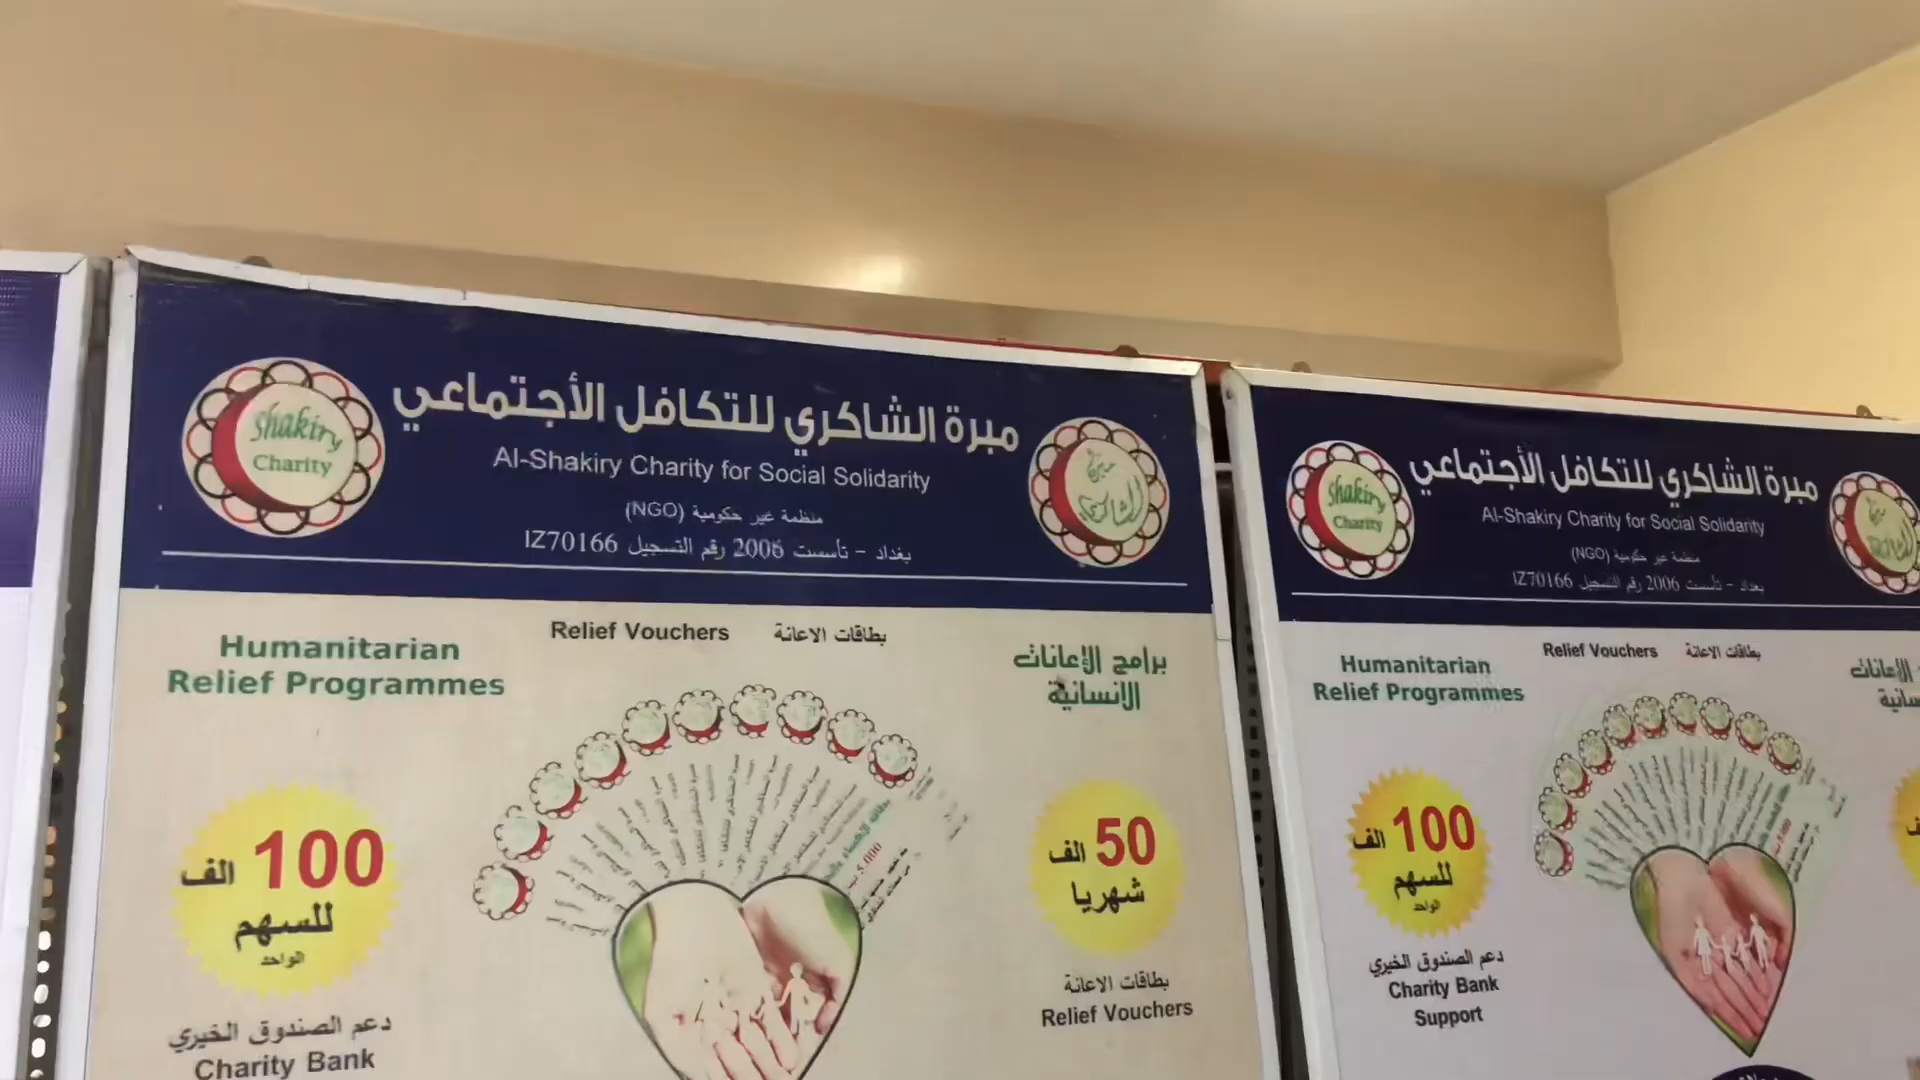 Shakiry
Charity
مبرة الشاكري للتكافل الأجتماعي
Al-Shakiry Charity for Social Solidarity
منظمة غير حكومية (NGO)
بغداد - تأسست 2006 رقم التسجيل IZ70166
مبرة
الشاكري
Relief Vouchers بطاقات الاعانة
Humanitarian
Relief Programmes
برامج الإعانات
الانسانية
100 الف
للسهم
الواحد
دعم الصندوق الخيري
Charity Bank
5.000
50 الف
شهريا
بطاقات الاعانة
Relief Vouchers
Shakiry
Charity
مبرة الشاكري للتكافل الأجتماعي
Al-Shakiry Charity for Social Solidarity
منظمة غير حكومية (NGO)
بغداد - تأسست 2006 رقم التسجيل IZ70166
Relief Vouchers بطاقات الاعانة
Humanitarian
Relief Programmes
الإعانات
100 الف
للسهم
الواحد
دعم الصندوق الخيري
Charity Bank
Support